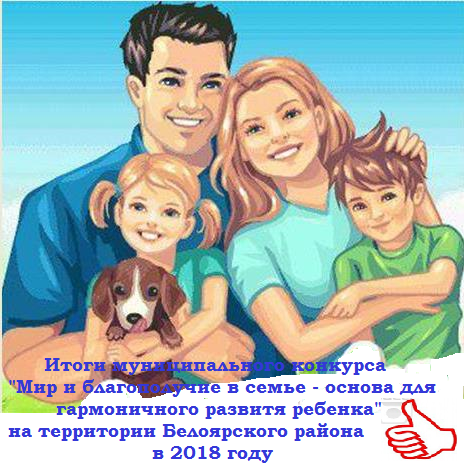 Итоги муниципального конкурса
"Мир и благополучие в семье - основа для
гармоничного развитя ребенка"
на территории Белоярского района
в 2018 году